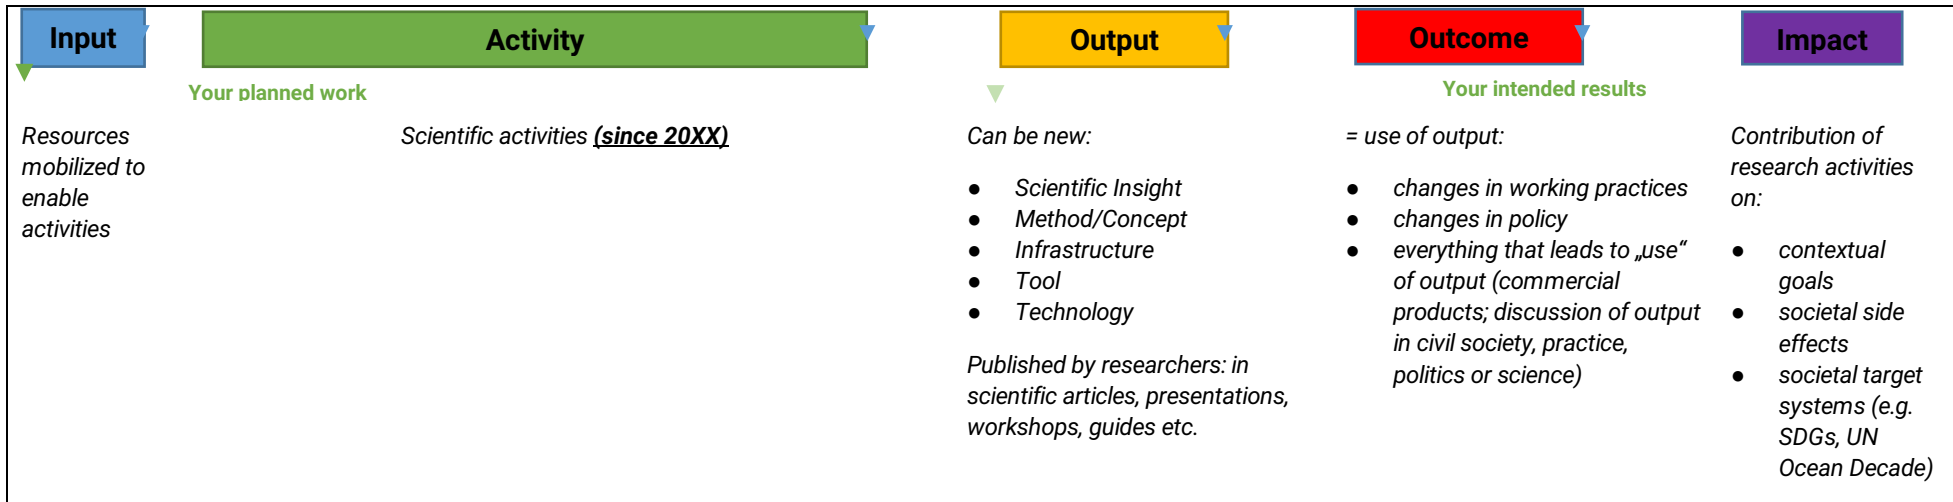 Input
Activity
Output
Outcome
Impact
Your planned work
Your intended results
Resources
mobilized to
enable
activities
Scientific activities (since 20XX)
Can be new:
● Scientific Insight
● Method/Concept
● Infrastructure
● Tool
● Technology
Published by researchers: in
scientific articles, presentations,
workshops, guides etc.
= use of output:
● changes in working practices
● changes in policy
● everything that leads to „use“
of output (commercial
products; discussion of output
in civil society, practice,
politics or science)
Contribution of
research activities
on:
● contextual
goals
● societal side
effects
● societal target
systems (e.g.
SDGs, UN
Ocean Decade)